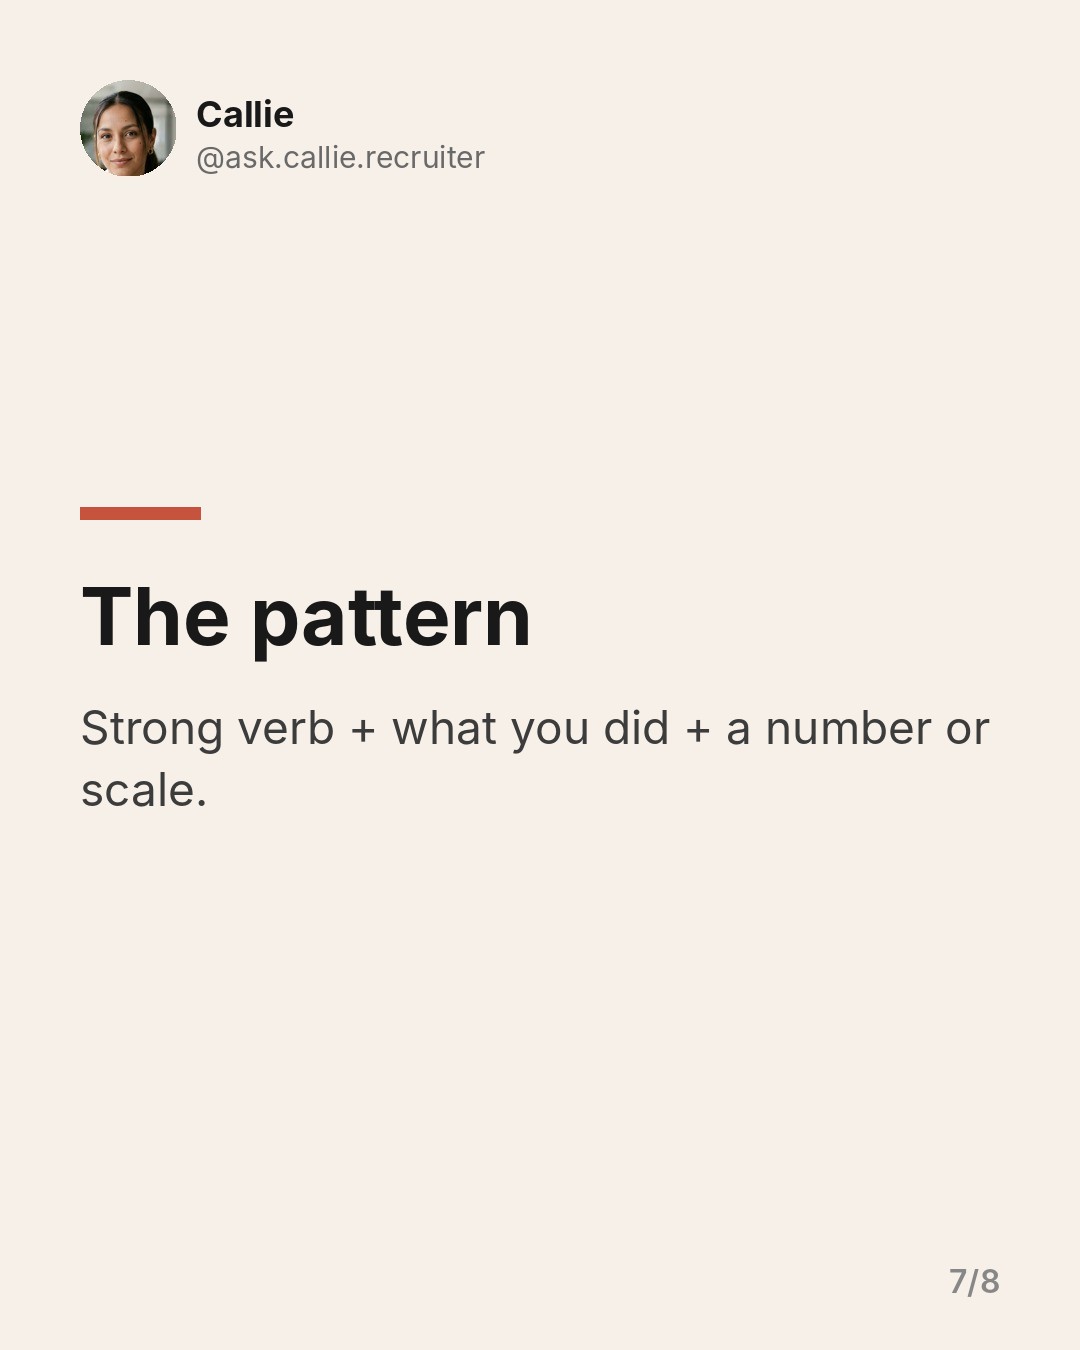 Callie
@ask.callie.recruiter
The pattern
Strong verb + what you did + a number or
scale.
7/8